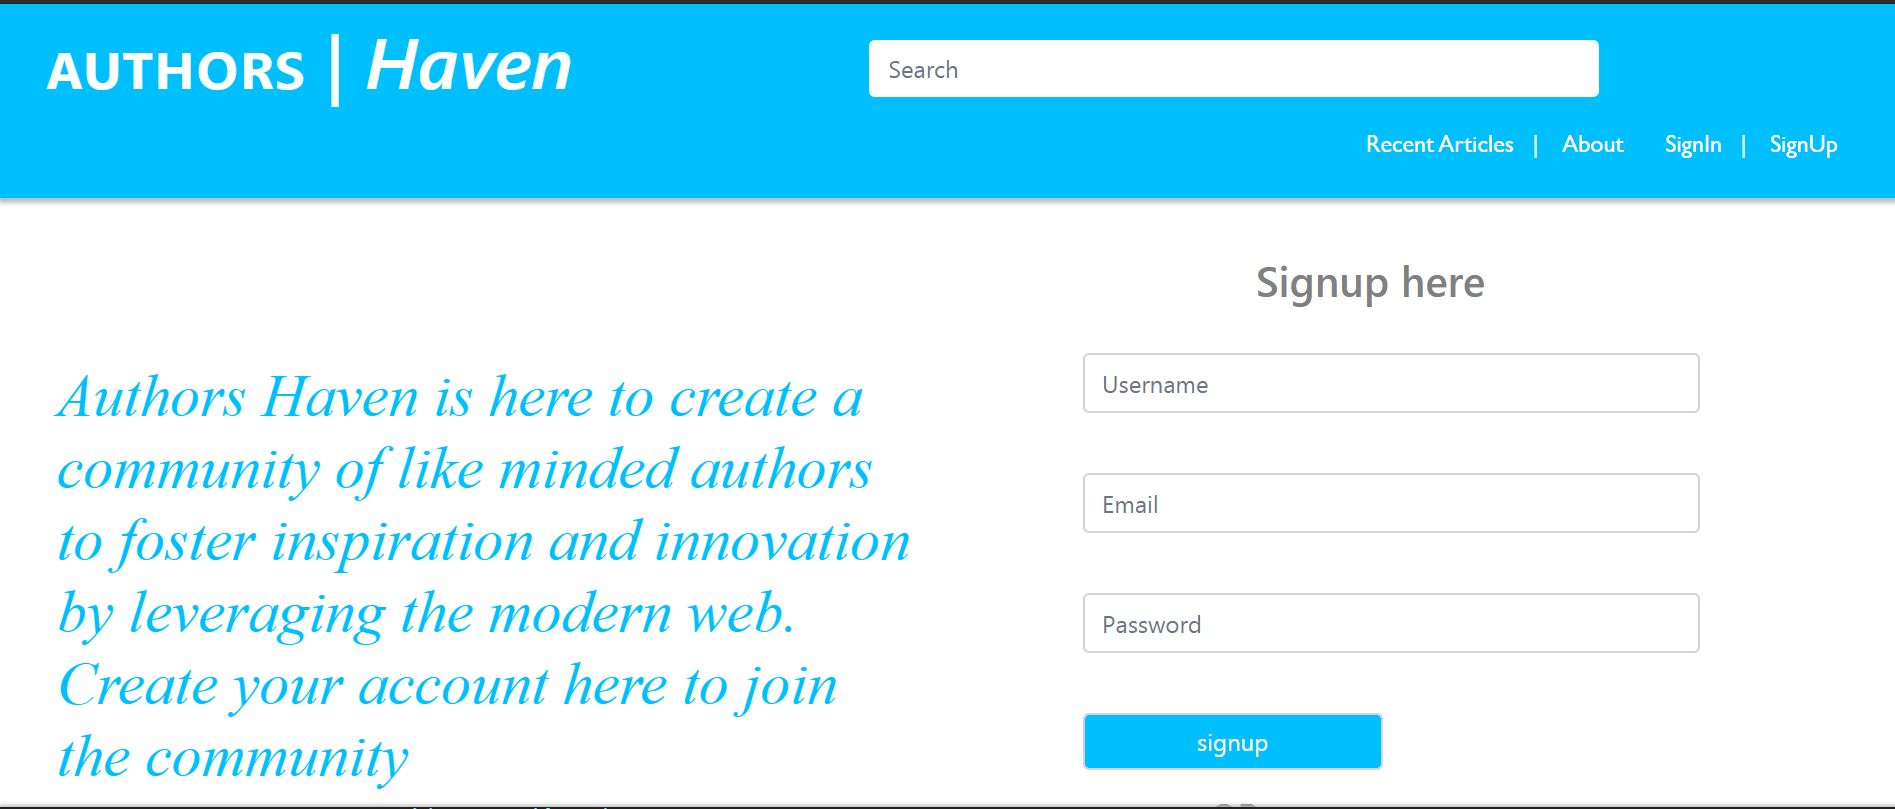 AUTHORS | Haven
Search
Recent Articles | About SignIn | SignUp
Signup here
Username
Email
Password
signup
Authors Haven is here to create a
community of like minded authors
to foster inspiration and innovation
by leveraging the modern web.
Create your account here to join
the community